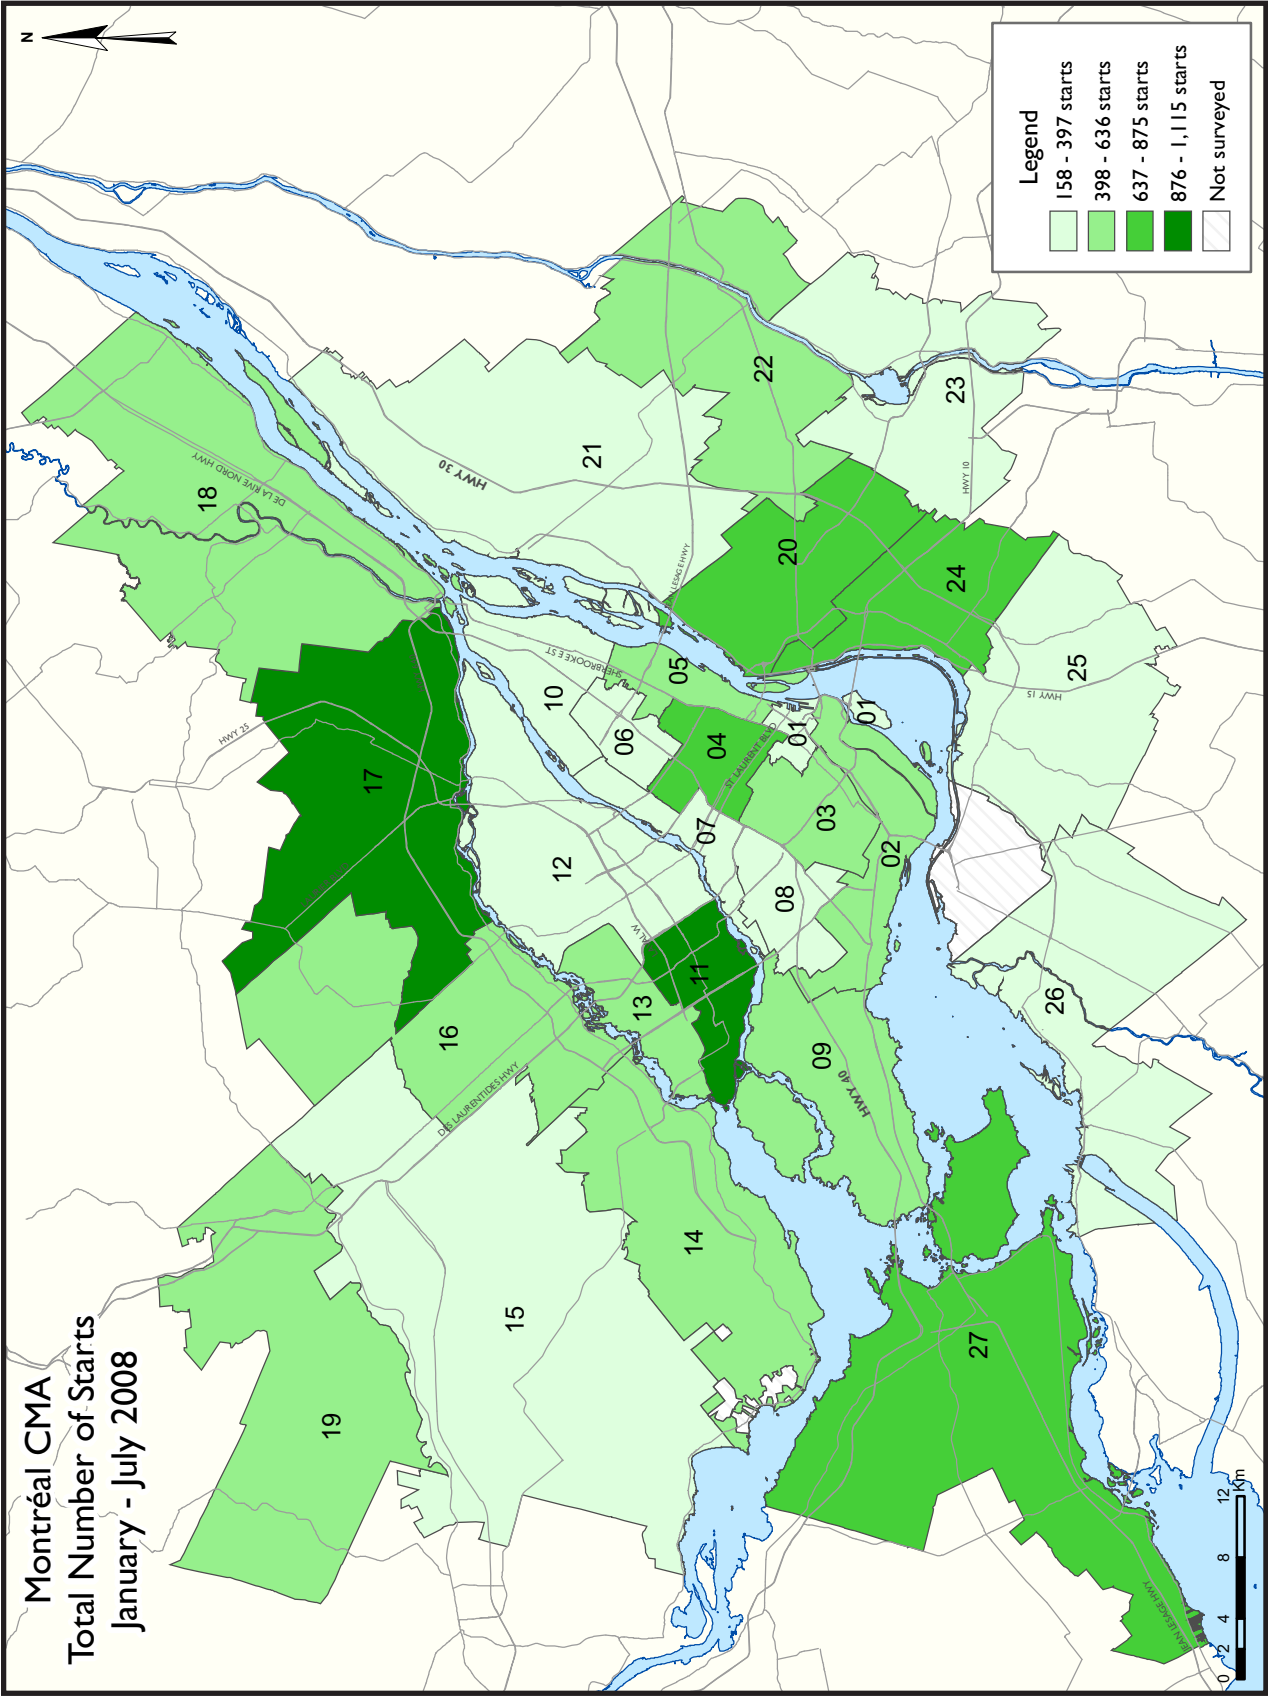 Montréal CMA
Total Number of Starts
January - July 2008
N
Legend
158 - 397 starts
398 - 636 starts
637 - 875 starts
876 - 1,115 starts
Not surveyed
19
15
14
16
17
18
13
11
12
10
06
05
04
07
08
03
02
01
01
09
27
26
25
24
20
21
22
23
HWY 25
DE LA RIVE NORD HWY
HWY 30
SHERBROOKE E ST
LESAGE HWY
ST LAURENT BLVD
DES LAURENTIDES HWY
AL W
HWY 40
HWY 10
HWY 15
JEAN LESAGE HWY
0 2 4 8 12
Km